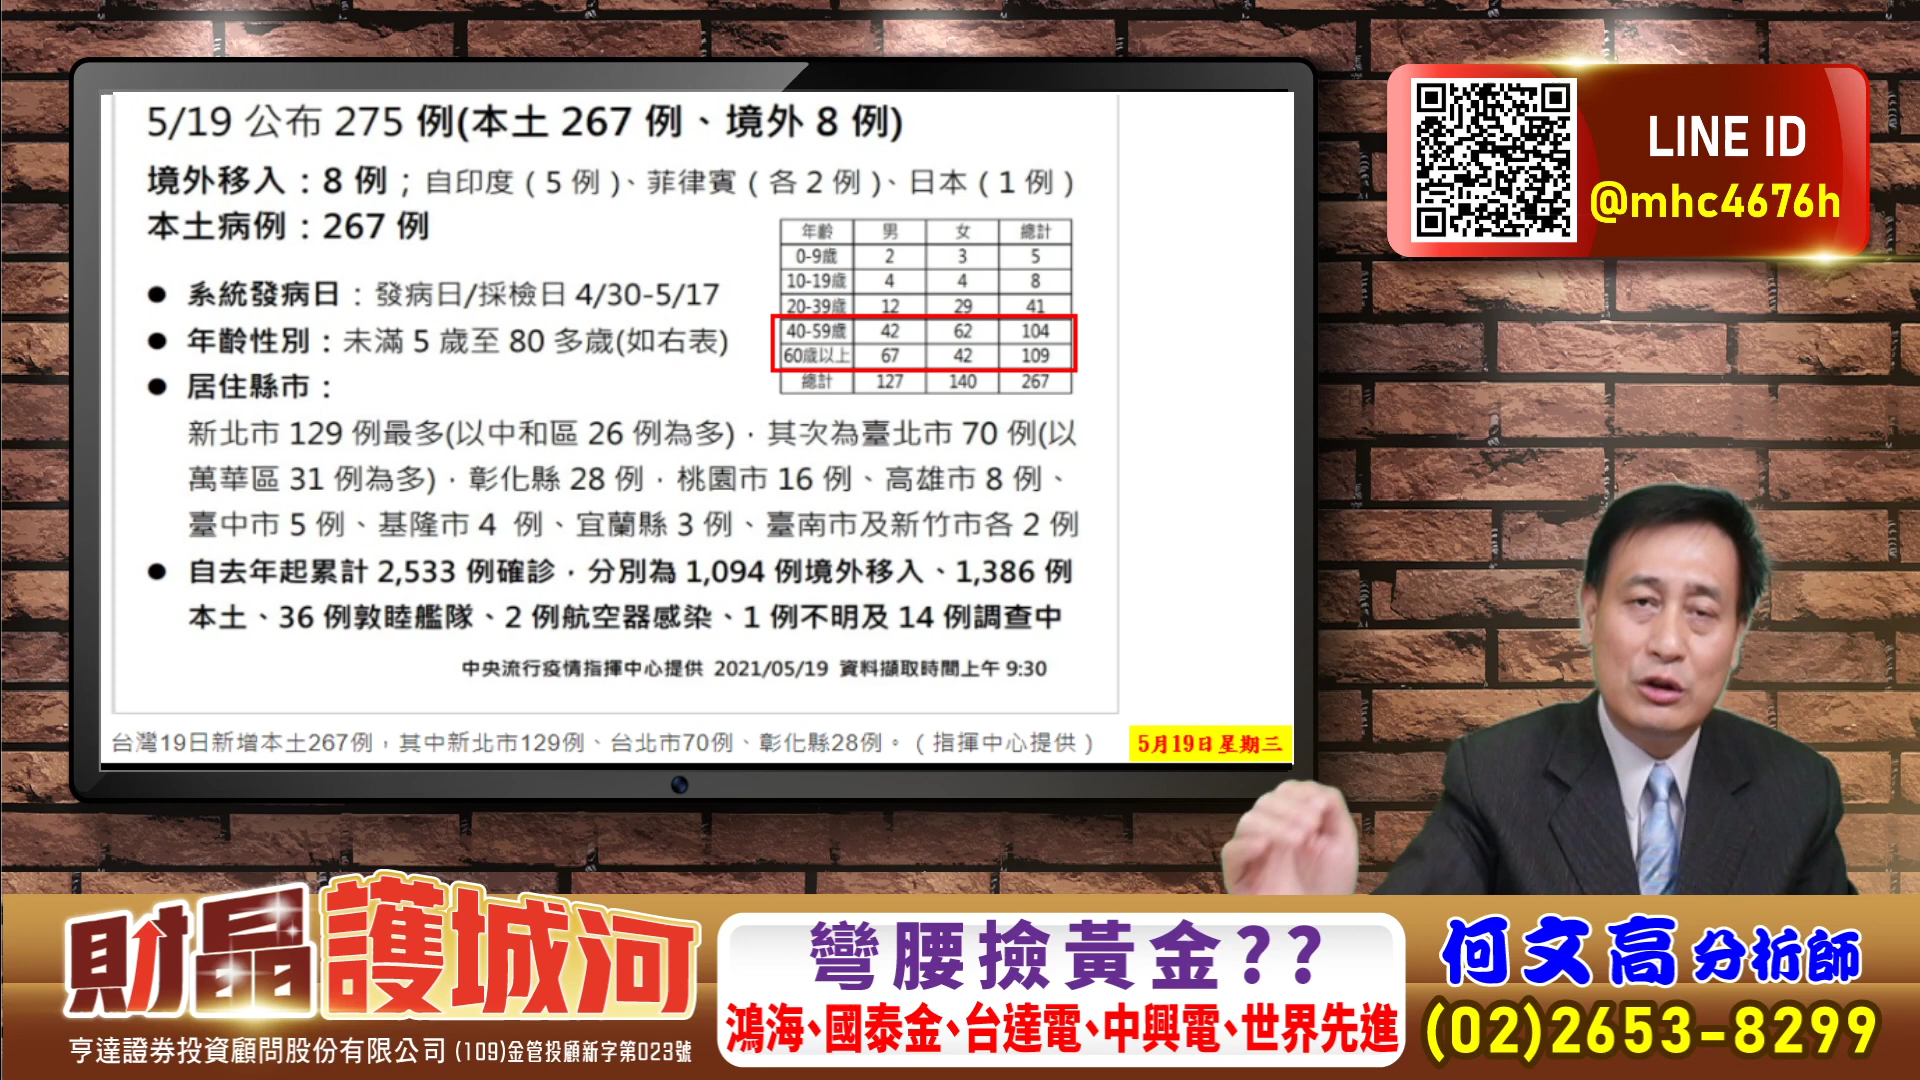 5/19 公布 275 例(本土 267 例、境外 8 例)
境外移入：8 例；自印度（5 例）、菲律賓（各 2 例）、日本（1 例）
本土病例：267 例
年齡 男 女 總計
0-9歲 2 3 5
10-19歲 4 4 8
20-39歲 12 29 41
40-59歲 42 62 104
60歲以上 67 42 109
總計 127 140 267
● 系統發病日：發病日/採檢日 4/30-5/17
● 年齡性別：未滿 5 歲至 80 多歲(如右表)
● 居住縣市：
新北市 129 例最多(以中和區 26 例為多)，其次為臺北市 70 例(以
萬華區 31 例為多)，彰化縣 28 例，桃園市 16 例、高雄市 8 例、
臺中市 5 例、基隆市 4 例、宜蘭縣 3 例、臺南市及新竹市各 2 例
● 自去年起累計 2,533 例確診，分別為 1,094 例境外移入、1,386 例
本土、36 例敦睦艦隊、2 例航空器感染、1 例不明及 14 例調查中
中央流行疫情指揮中心提供 2021/05/19 資料擷取時間上午 9:30
台灣19日新增本土267例，其中新北市129例、台北市70例、彰化縣28例。（指揮中心提供）
5月19日星期三
LINE ID
@mhc4676h
財晶護城河
亨達證券投資顧問股份有限公司 (109)金管投顧新字第023號
彎腰撿黃金??
鴻海、國泰金、台達電、中興電、世界先進
何文高分析師
(02)2653-8299